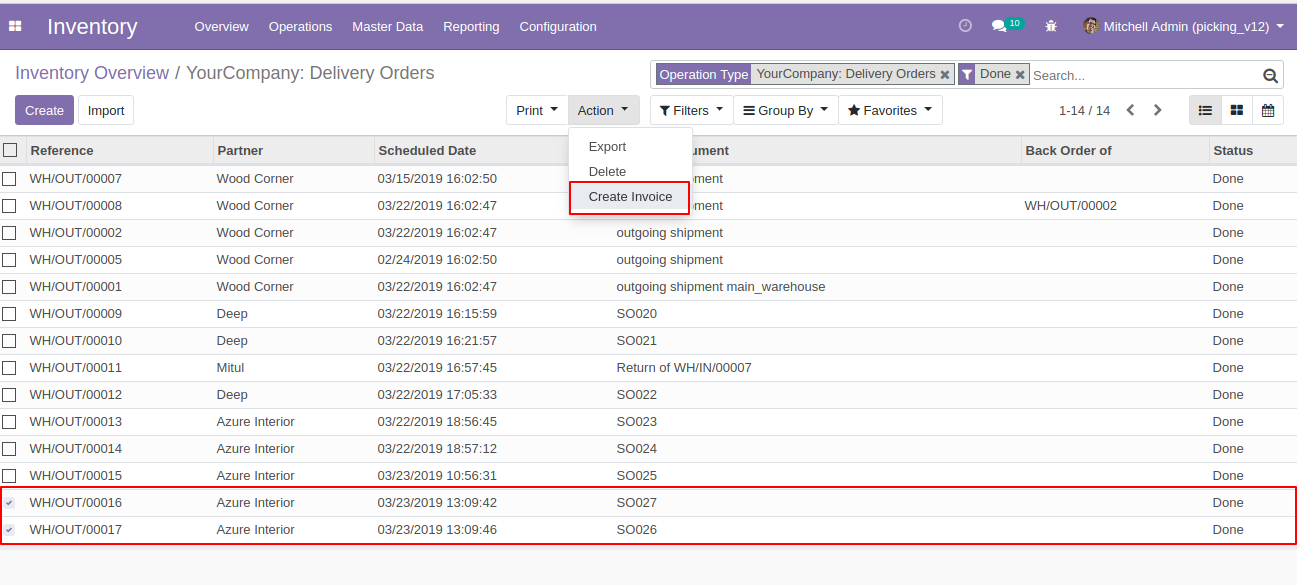 Inventory Overview Operations Master Data Reporting Configuration 10 Mitchell Admin (picking_v12)
Inventory Overview / YourCompany: Delivery Orders Operation Type YourCompany: Delivery Orders Done Search...
Create Import Print Action Filters Group By Favorites 1-14 / 14
Export
Delete
Create Invoice
Reference Partner Scheduled Date ument Back Order of Status
WH/OUT/00007 Wood Corner 03/15/2019 16:02:50 pment Done
WH/OUT/00008 Wood Corner 03/22/2019 16:02:47 pment WH/OUT/00002 Done
WH/OUT/00002 Wood Corner 03/22/2019 16:02:47 outgoing shipment Done
WH/OUT/00005 Wood Corner 02/24/2019 16:02:50 outgoing shipment Done
WH/OUT/00001 Wood Corner 03/22/2019 16:02:47 outgoing shipment main_warehouse Done
WH/OUT/00009 Deep 03/22/2019 16:15:59 SO020 Done
WH/OUT/00010 Deep 03/22/2019 16:21:57 SO021 Done
WH/OUT/00011 Mitul 03/22/2019 16:57:45 Return of WH/IN/00007 Done
WH/OUT/00012 Deep 03/22/2019 17:05:33 SO022 Done
WH/OUT/00013 Azure Interior 03/22/2019 18:56:45 SO023 Done
WH/OUT/00014 Azure Interior 03/22/2019 18:57:12 SO024 Done
WH/OUT/00015 Azure Interior 03/23/2019 10:56:31 SO025 Done
WH/OUT/00016 Azure Interior 03/23/2019 13:09:42 SO027 Done
WH/OUT/00017 Azure Interior 03/23/2019 13:09:46 SO026 Done